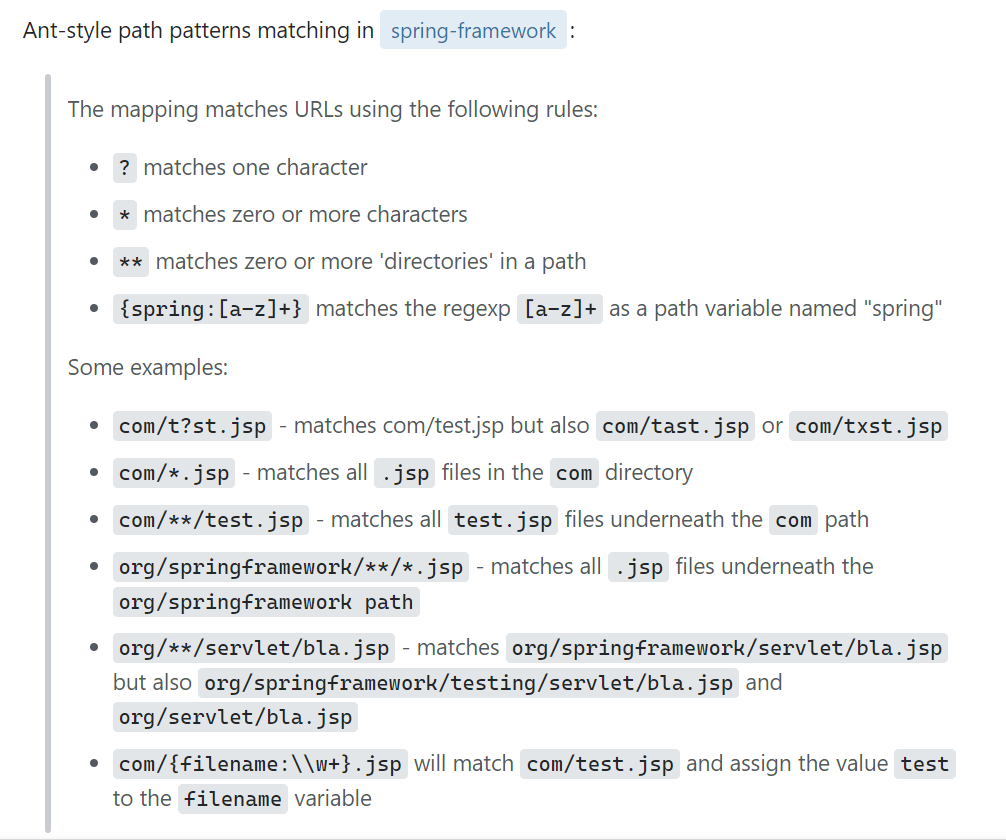 Ant-style path patterns matching in spring-framework :
The mapping matches URLs using the following rules:
• ? matches one character
• * matches zero or more characters
• ** matches zero or more 'directories' in a path
• {spring:[a-z]+} matches the regexp [a-z]+ as a path variable named "spring"
Some examples:
• com/t?st.jsp - matches com/test.jsp but also com/tast.jsp or com/txst.jsp
• com/*.jsp - matches all .jsp files in the com directory
• com/**/test.jsp - matches all test.jsp files underneath the com path
• org/springframework/**/*.jsp - matches all .jsp files underneath the
org/springframework path
• org/**/servlet/bla.jsp - matches org/springframework/servlet/bla.jsp
but also org/springframework/testing/servlet/bla.jsp and
org/servlet/bla.jsp
• com/{filename:\\w+}.jsp will match com/test.jsp and assign the value test
to the filename variable